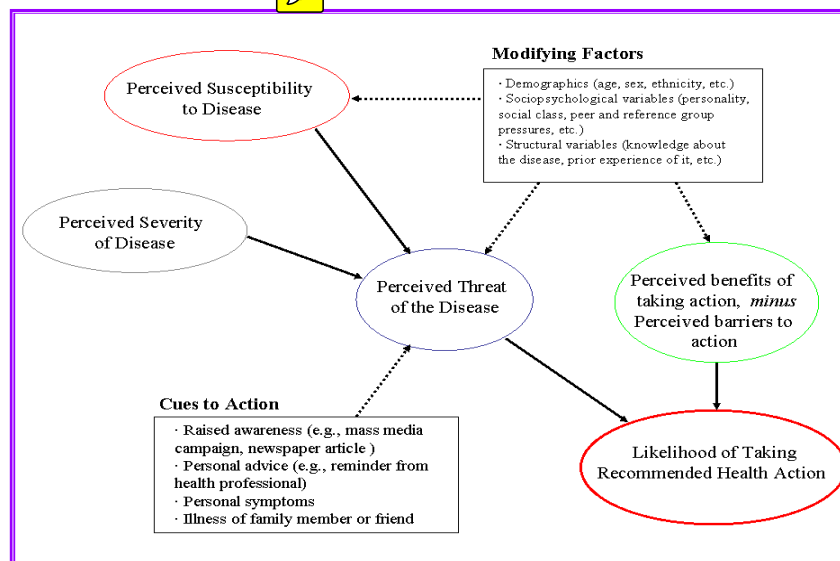 Modifying Factors
· Demographics (age, sex, ethnicity, etc.)
· Sociopsychological variables (personality,
social class, peer and reference group
pressures, etc.)
· Structural variables (knowledge about
the disease, prior experience of it, etc.)
Perceived Susceptibility
to Disease
Perceived Severity
of Disease
Perceived Threat
of the Disease
Perceived benefits of
taking action, minus
Perceived barriers to
action
Cues to Action
· Raised awareness (e.g., mass media
campaign, newspaper article )
· Personal advice (e.g., reminder from
health professional)
· Personal symptoms
· Illness of family member or friend
Likelihood of Taking
Recommended Health Action